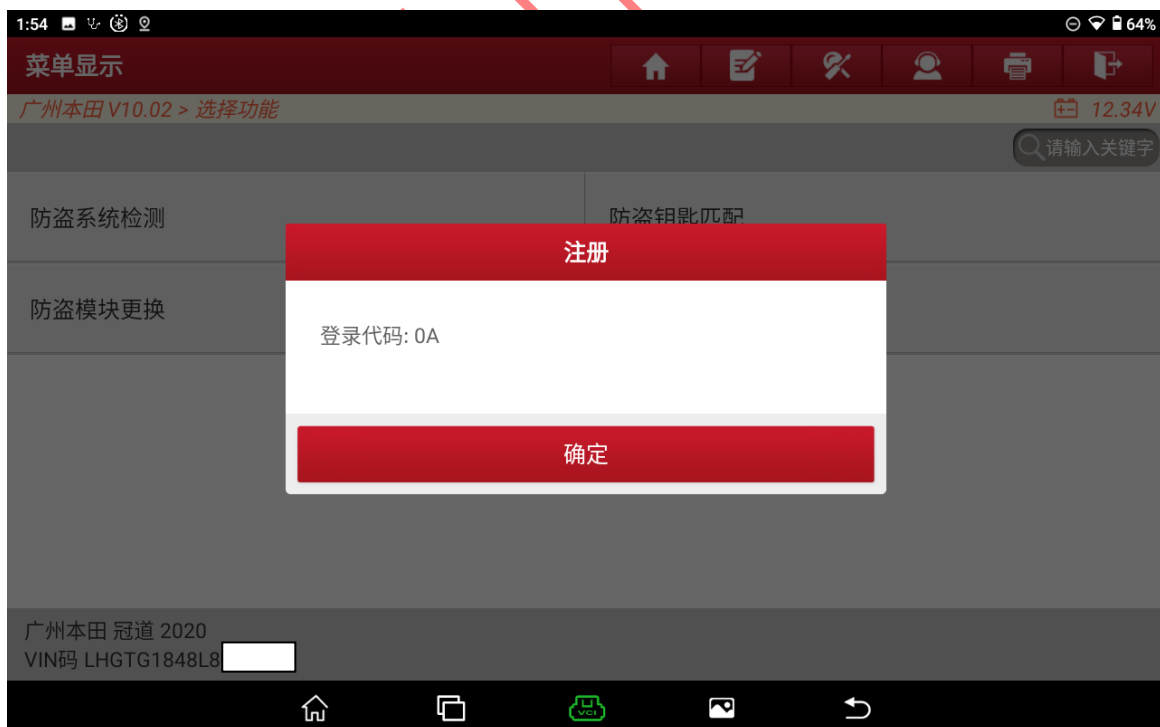 1:54
64%
菜单显示
广州本田 V10.02 > 选择功能
12.34V
请输入关键字
防盗系统检测
防盗钥匙匹配
注册
防盗模块更换
登录代码: 0A
确定
广州本田 冠道 2020
VIN码 LHGTG1848L8
VCI